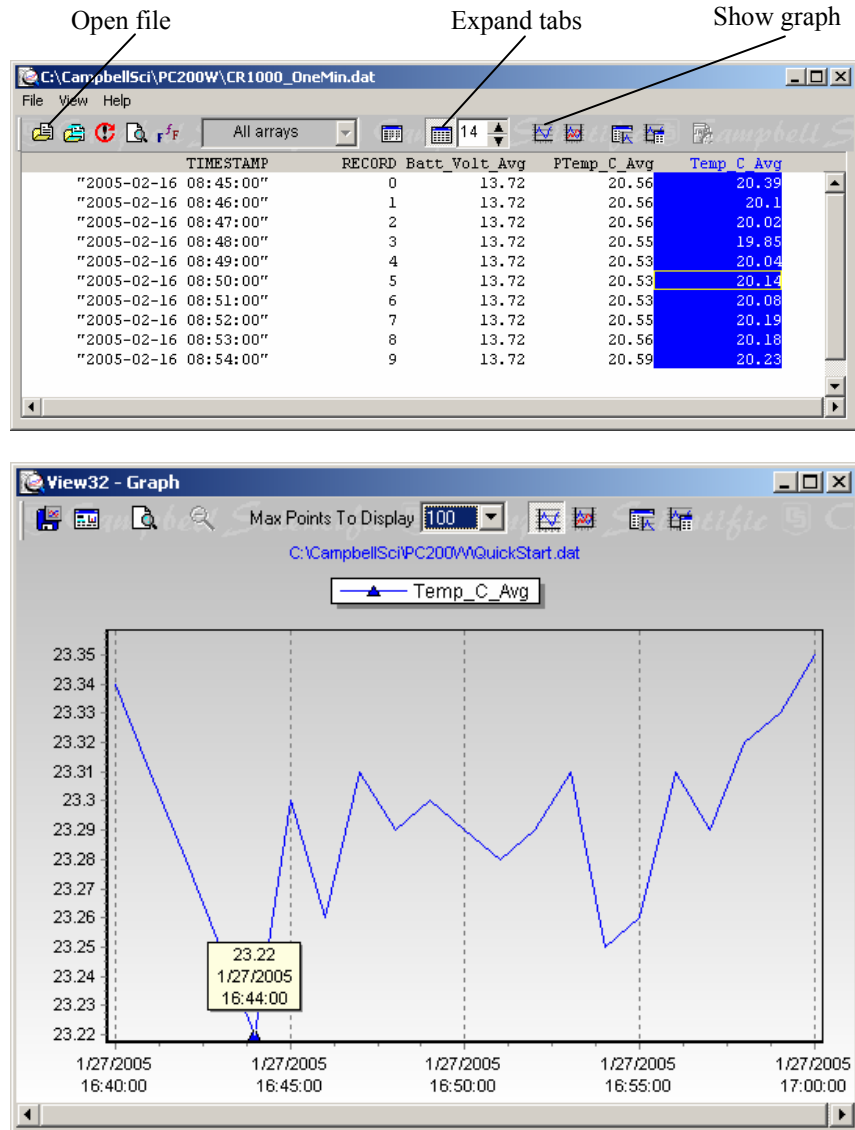 Open file Expand tabs Show graph
C:\CampbellSci\PC200W\CR1000_OneMin.dat
File View Help
All arrays 14
TIMESTAMP RECORD Batt_Volt_Avg PTemp_C_Avg Temp_C_Avg
"2005-02-16 08:45:00" 0 13.72 20.56 20.39
"2005-02-16 08:46:00" 1 13.72 20.56 20.1
"2005-02-16 08:47:00" 2 13.72 20.56 20.02
"2005-02-16 08:48:00" 3 13.72 20.55 19.85
"2005-02-16 08:49:00" 4 13.72 20.53 20.04
"2005-02-16 08:50:00" 5 13.72 20.53 20.14
"2005-02-16 08:51:00" 6 13.72 20.53 20.08
"2005-02-16 08:52:00" 7 13.72 20.55 20.19
"2005-02-16 08:53:00" 8 13.72 20.56 20.18
"2005-02-16 08:54:00" 9 13.72 20.59 20.23
View32 - Graph
Max Points To Display 100
C:\CampbellSci\PC200W\QuickStart.dat
Temp_C_Avg
23.35
23.34
23.33
23.32
23.31
23.3
23.29
23.28
23.27
23.26
23.25
23.24
23.23
23.22
23.22
1/27/2005
16:44:00
1/27/2005 1/27/2005 1/27/2005 1/27/2005 1/27/2005
16:40:00 16:45:00 16:50:00 16:55:00 17:00:00